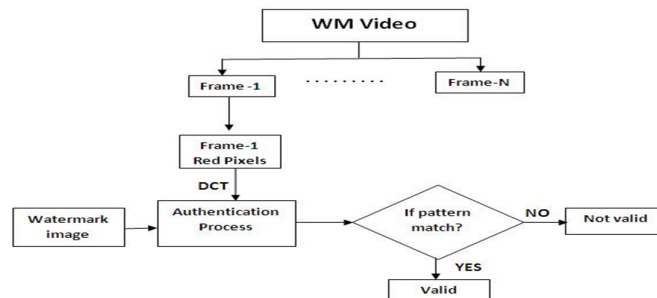 WM Video
Frame -1
. . . . . . . . .
Frame-N
Frame-1
Red Pixels
DCT
Watermark
image
Authentication
Process
If pattern
match?
NO
Not valid
YES
Valid